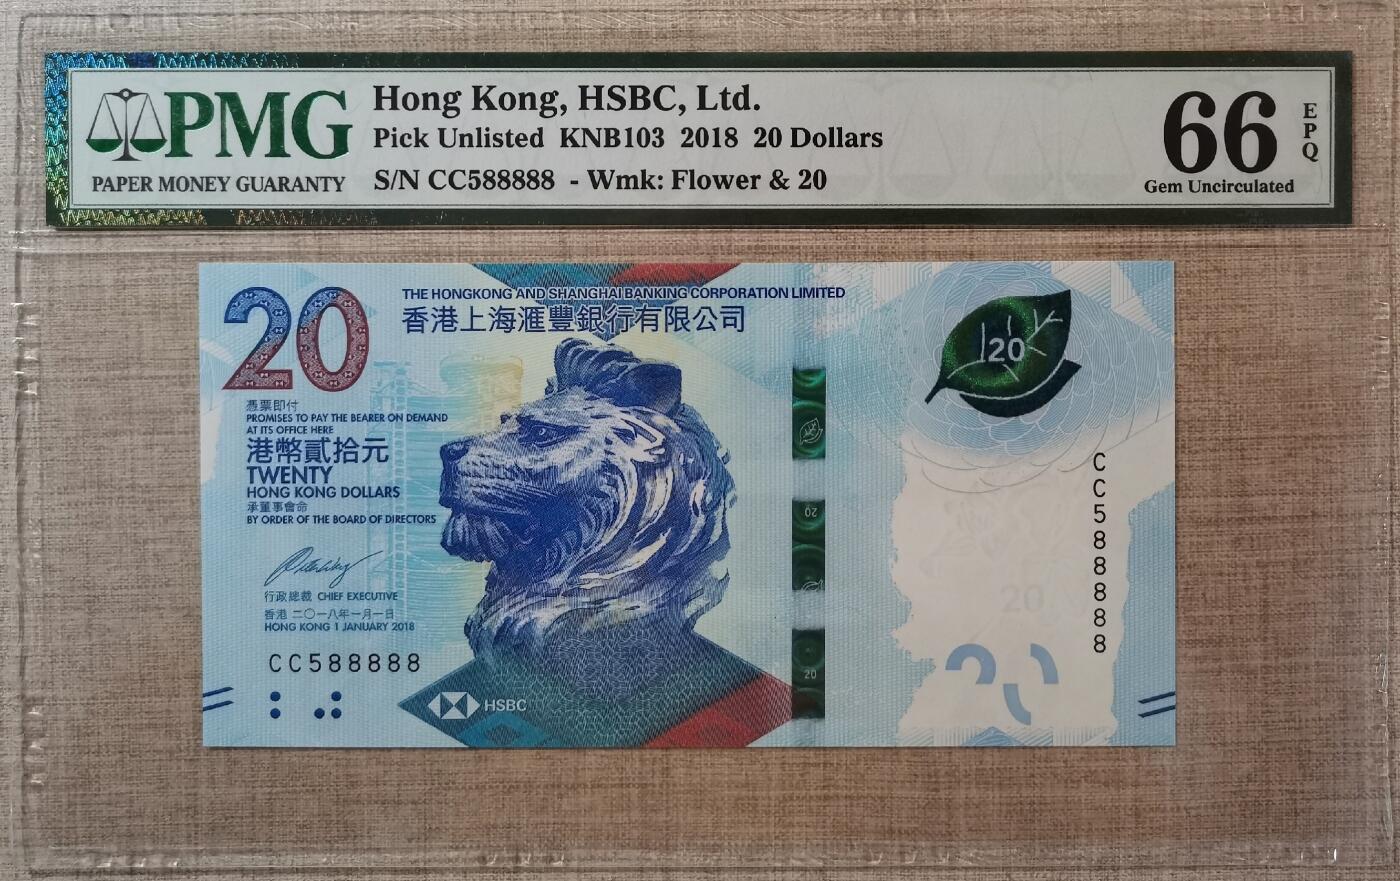 PMG
PAPER MONEY GUARANTY
Hong Kong, HSBC, Ltd.
Pick Unlisted KNB103 2018 20 Dollars
S/N CC588888 - Wmk: Flower & 20
66
EPQ
Gem Uncirculated
20
THE HONGKONG AND SHANGHAI BANKING CORPORATION LIMITED
香港上海滙豐銀行有限公司
憑票即付
PROMISES TO PAY THE BEARER ON DEMAND
AT ITS OFFICE HERE
港幣貳拾元
TWENTY
HONG KONG DOLLARS
承董事會命
BY ORDER OF THE BOARD OF DIRECTORS
行政總裁 CHIEF EXECUTIVE
香港 二〇一八年一月一日
HONG KONG 1 JANUARY 2018
CC588888
HSBC
20
20
20
CC588888
20
20